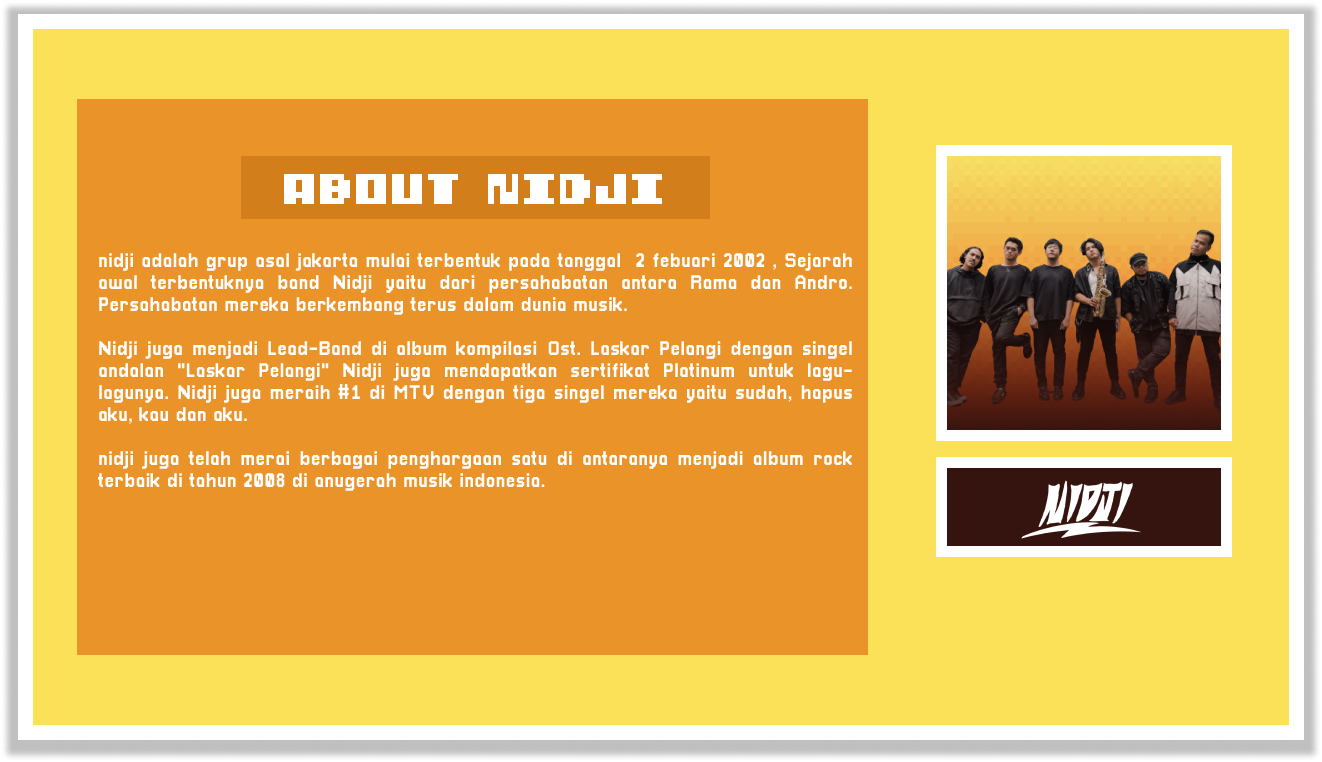 ABOUT NIDJI
nidji adalah grup asal jakarta mulai terbentuk pada tanggal  2 febuari 2002 , Sejarah
awal terbentuknya band Nidji yaitu dari persahabatan antara Rama dan Andro.
Persahabatan mereka berkembang terus dalam dunia musik.
Nidji juga menjadi Lead-Band di album kompilasi Ost. Laskar Pelangi dengan singel
andalan "Laskar Pelangi" Nidji juga mendapatkan sertifikat Platinum untuk lagu-
lagunya. Nidji juga meraih #1 di MTV dengan tiga singel mereka yaitu sudah, hapus
aku, kau dan aku.
nidji juga telah merai berbagai penghargaan satu di antaranya menjadi album rock
terbaik di tahun 2008 di anugerah musik indonesia.
NIDJI